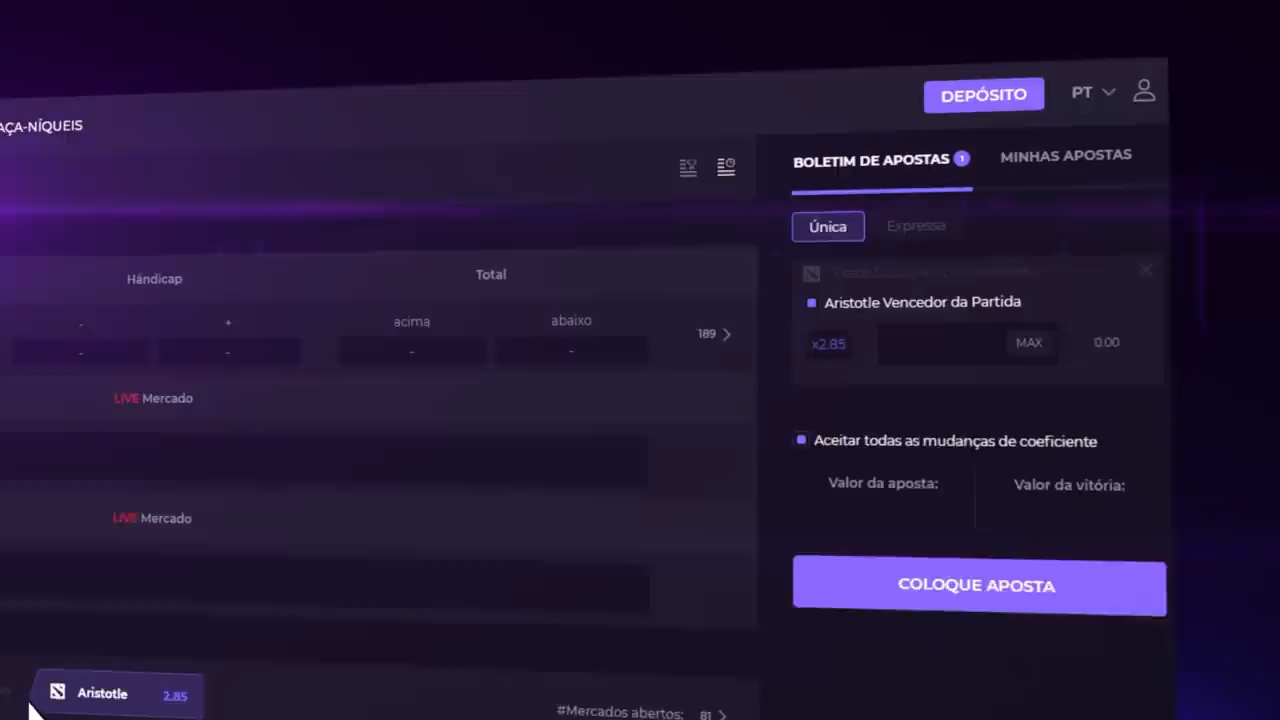 DEPÓSITO
PT
AÇA-NÍQUEIS
BOLETIM DE APOSTAS 1
MINHAS APOSTAS
Única
Expressa
Hándicap
Total
Aristotle Vencedor da Partida
- + acima abaixo
189
x2.85
MAX
0.00
- - - -
LIVE Mercado
Aceitar todas as mudanças de coeficiente
Valor da aposta:
Valor da vitória:
LIVE Mercado
COLOQUE APOSTA
Aristotle 2.85
#Mercados abertos: 81